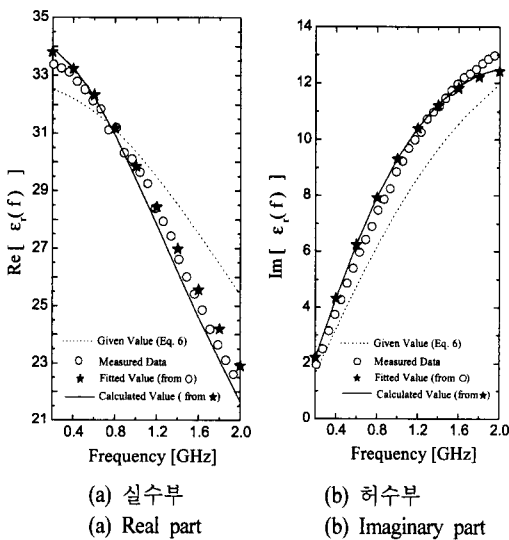 35
33
31
29
27
25
23
21
Re [ εr(f) ]
Given Value (Eq. 6)
Measured Data
Fitted Value (from ○)
Calculated Value ( from ★)
0.4 0.8 1.2 1.6 2.0
Frequency [GHz]
(a) 실수부
(a) Real part
14
12
10
8
6
4
2
0
Im [ εr(f) ]
Given Value (Eq. 6)
Measured Data
Fitted Value (from ○)
Calculated Value (from ★)
0.4 0.8 1.2 1.6 2.0
Frequency [GHz]
(b) 허수부
(b) Imaginary part